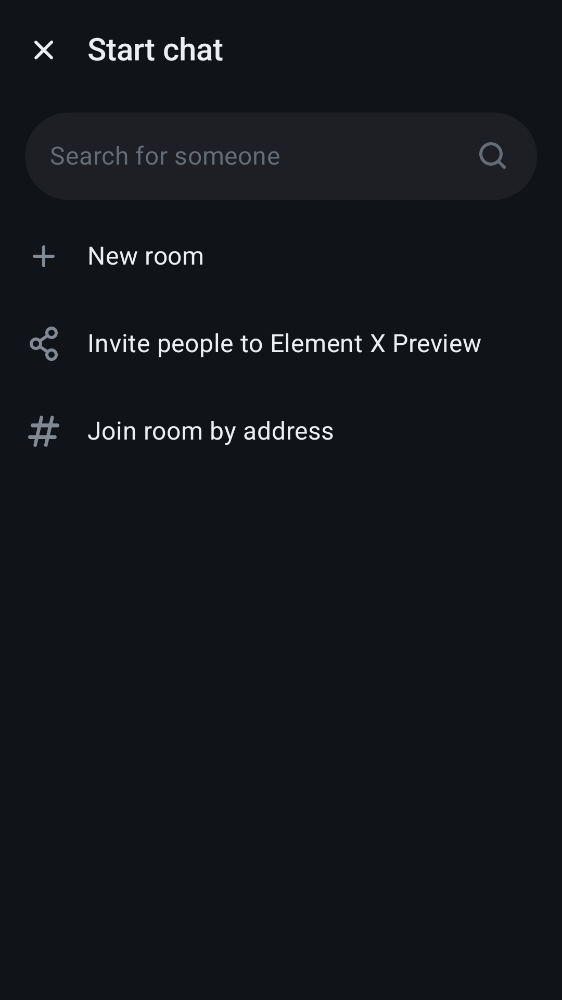 Start chat
Search for someone
New room
Invite people to Element X Preview
Join room by address